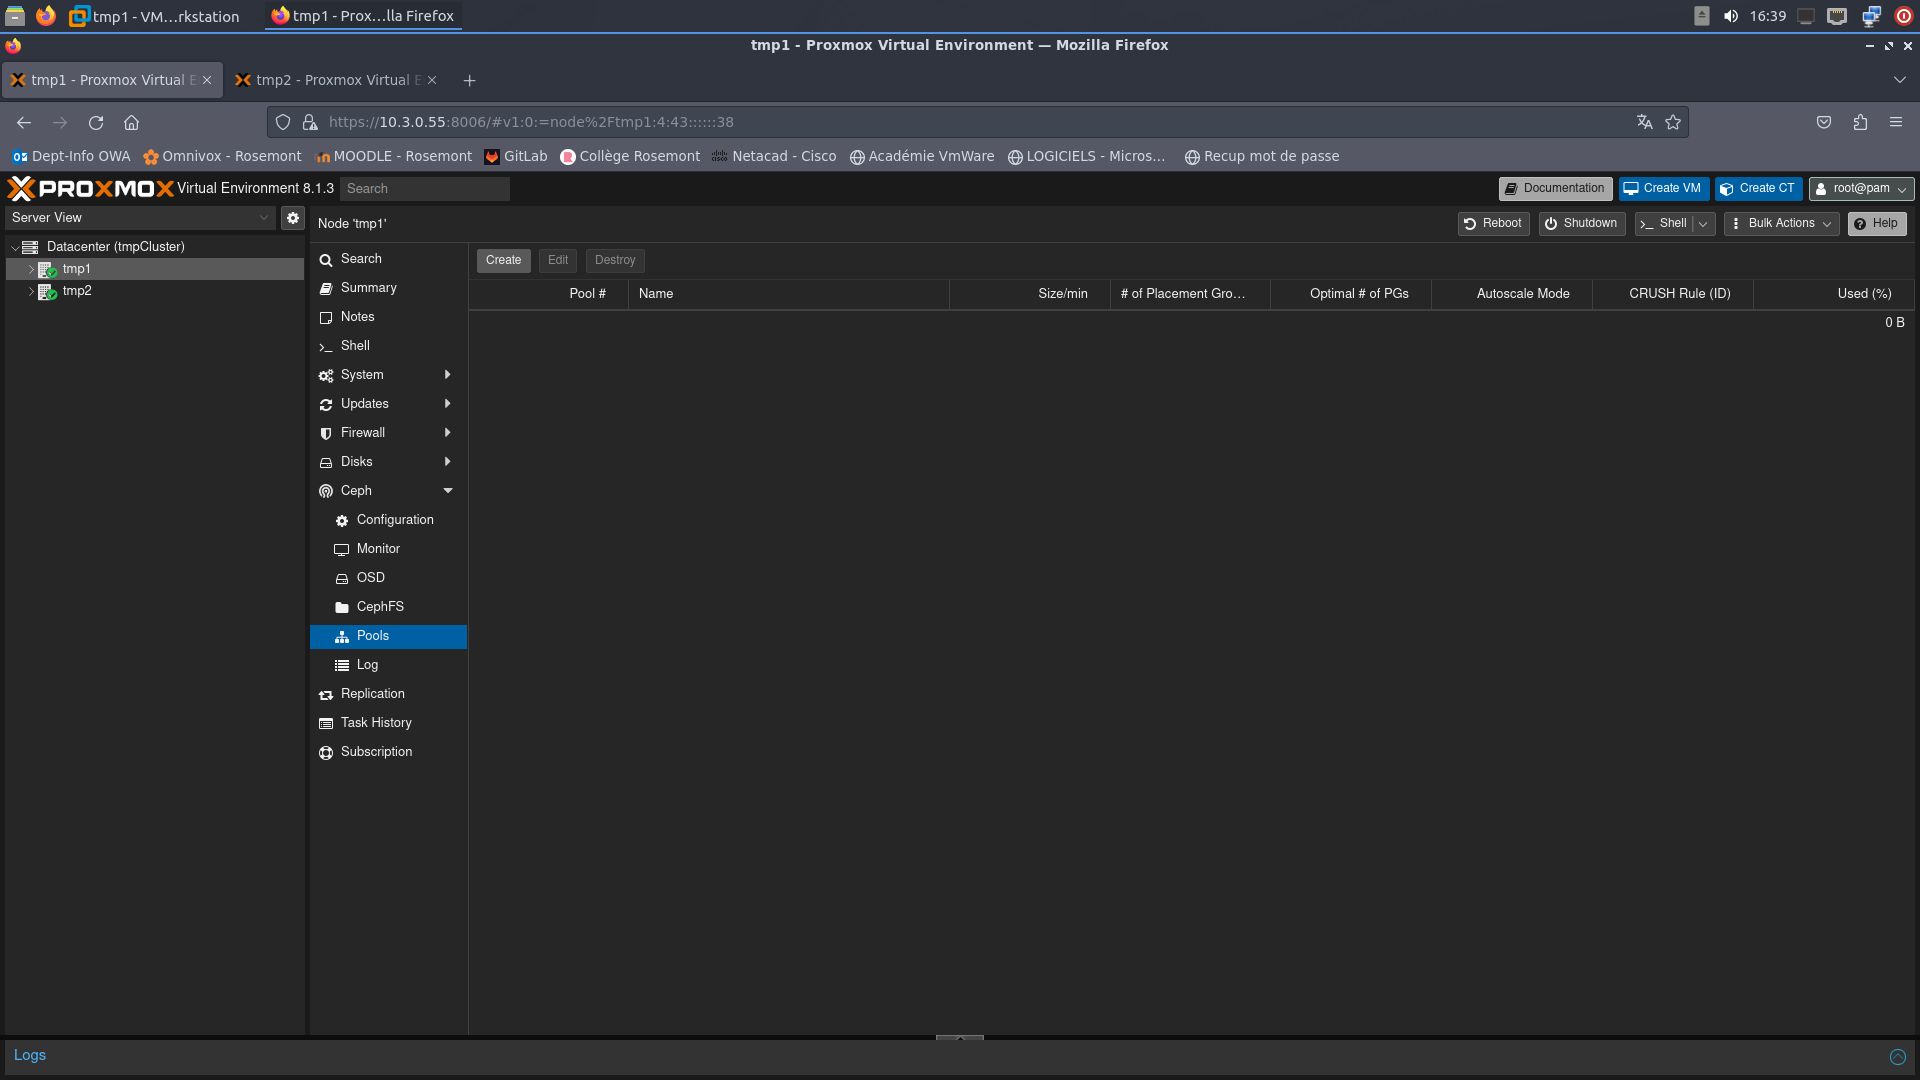 tmp1 - VM...rkstation tmp1 - Prox...lla Firefox 16:39
tmp1 - Proxmox Virtual Environment — Mozilla Firefox
tmp1 - Proxmox Virtual E tmp2 - Proxmox Virtual E
https://10.3.0.55:8006/#v1:0:=node%2Ftmp1:4:43::::::38
Dept-Info OWA Omnivox - Rosemont MOODLE - Rosemont GitLab Collège Rosemont Netacad - Cisco Académie VmWare LOGICIELS - Micros... Recup mot de passe
PROXMOX Virtual Environment 8.1.3 Search Documentation Create VM Create CT root@pam
Server View Node 'tmp1' Reboot Shutdown Shell Bulk Actions Help
Datacenter (tmpCluster)
tmp1
tmp2
Search
Summary
Notes
Shell
System
Updates
Firewall
Disks
Ceph
Configuration
Monitor
OSD
CephFS
Pools
Log
Replication
Task History
Subscription
Create Edit Destroy
Pool # Name Size/min # of Placement Gro... Optimal # of PGs Autoscale Mode CRUSH Rule (ID) Used (%)
0 B
Logs